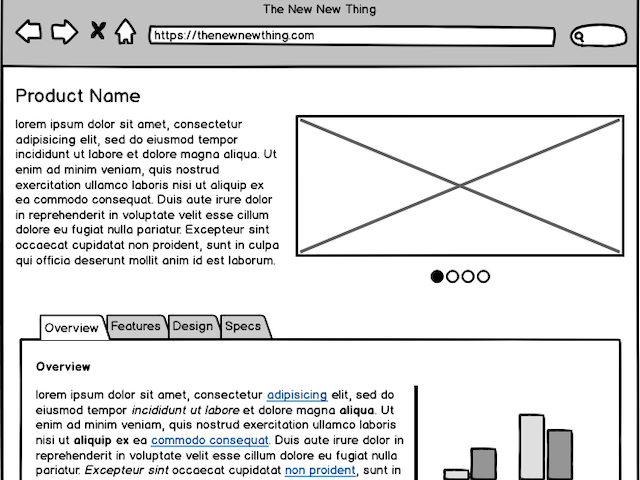 The New New Thing
https://thenewnewthing.com
Product Name
lorem ipsum dolor sit amet, consectetur
adipisicing elit, sed do eiusmod tempor
incididunt ut labore et dolore magna aliqua. Ut
enim ad minim veniam, quis nostrud
exercitation ullamco laboris nisi ut aliquip ex
ea commodo consequat. Duis aute irure dolor
in reprehenderit in voluptate velit esse cillum
dolore eu fugiat nulla pariatur. Excepteur sint
occaecat cupidatat non proident, sunt in culpa
qui officia deserunt mollit anim id est laborum.
Overview Features Design Specs
Overview
lorem ipsum dolor sit amet, consectetur adipisicing elit, sed do
eiusmod tempor incididunt ut labore et dolore magna aliqua. Ut
enim ad minim veniam, quis nostrud exercitation ullamco laboris
nisi ut aliquip ex ea commodo consequat. Duis aute irure dolor in
reprehenderit in voluptate velit esse cillum dolore eu fugiat nulla
pariatur. Excepteur sint occaecat cupidatat non proident, sunt in